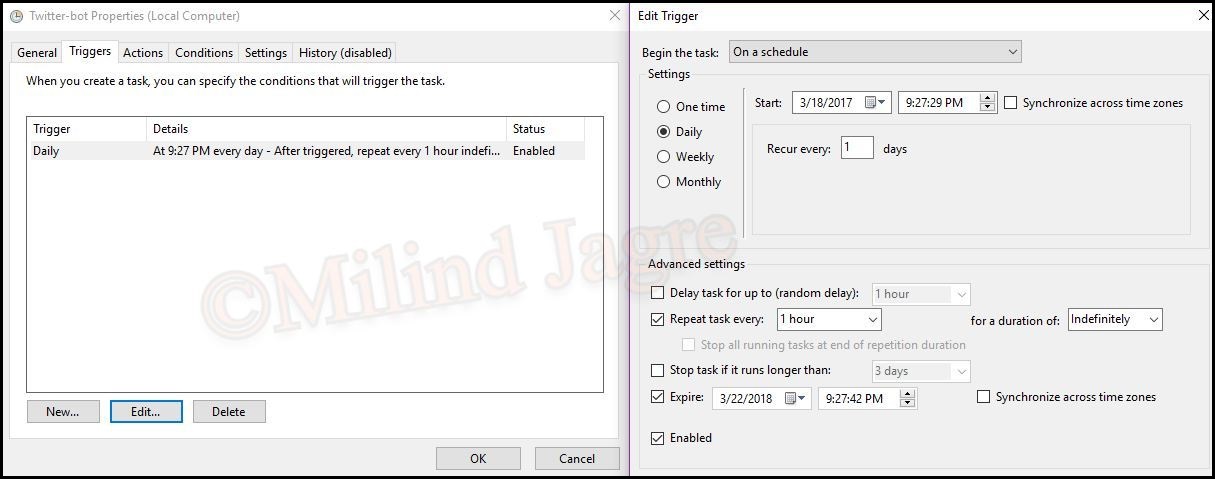 Twitter-bot Properties (Local Computer)
General Triggers Actions Conditions Settings History (disabled)
When you create a task, you can specify the conditions that will trigger the task.
Trigger Details Status
Daily At 9:27 PM every day - After triggered, repeat every 1 hour indefi... Enabled
New... Edit... Delete
OK Cancel
Edit Trigger
Begin the task: On a schedule
Settings
One time
Daily
Weekly
Monthly
Start: 3/18/2017 9:27:29 PM Synchronize across time zones
Recur every: 1 days
Advanced settings
Delay task for up to (random delay): 1 hour
Repeat task every: 1 hour for a duration of: Indefinitely
Stop all running tasks at end of repetition duration
Stop task if it runs longer than: 3 days
Expire: 3/22/2018 9:27:42 PM Synchronize across time zones
Enabled
©Milind Jagre